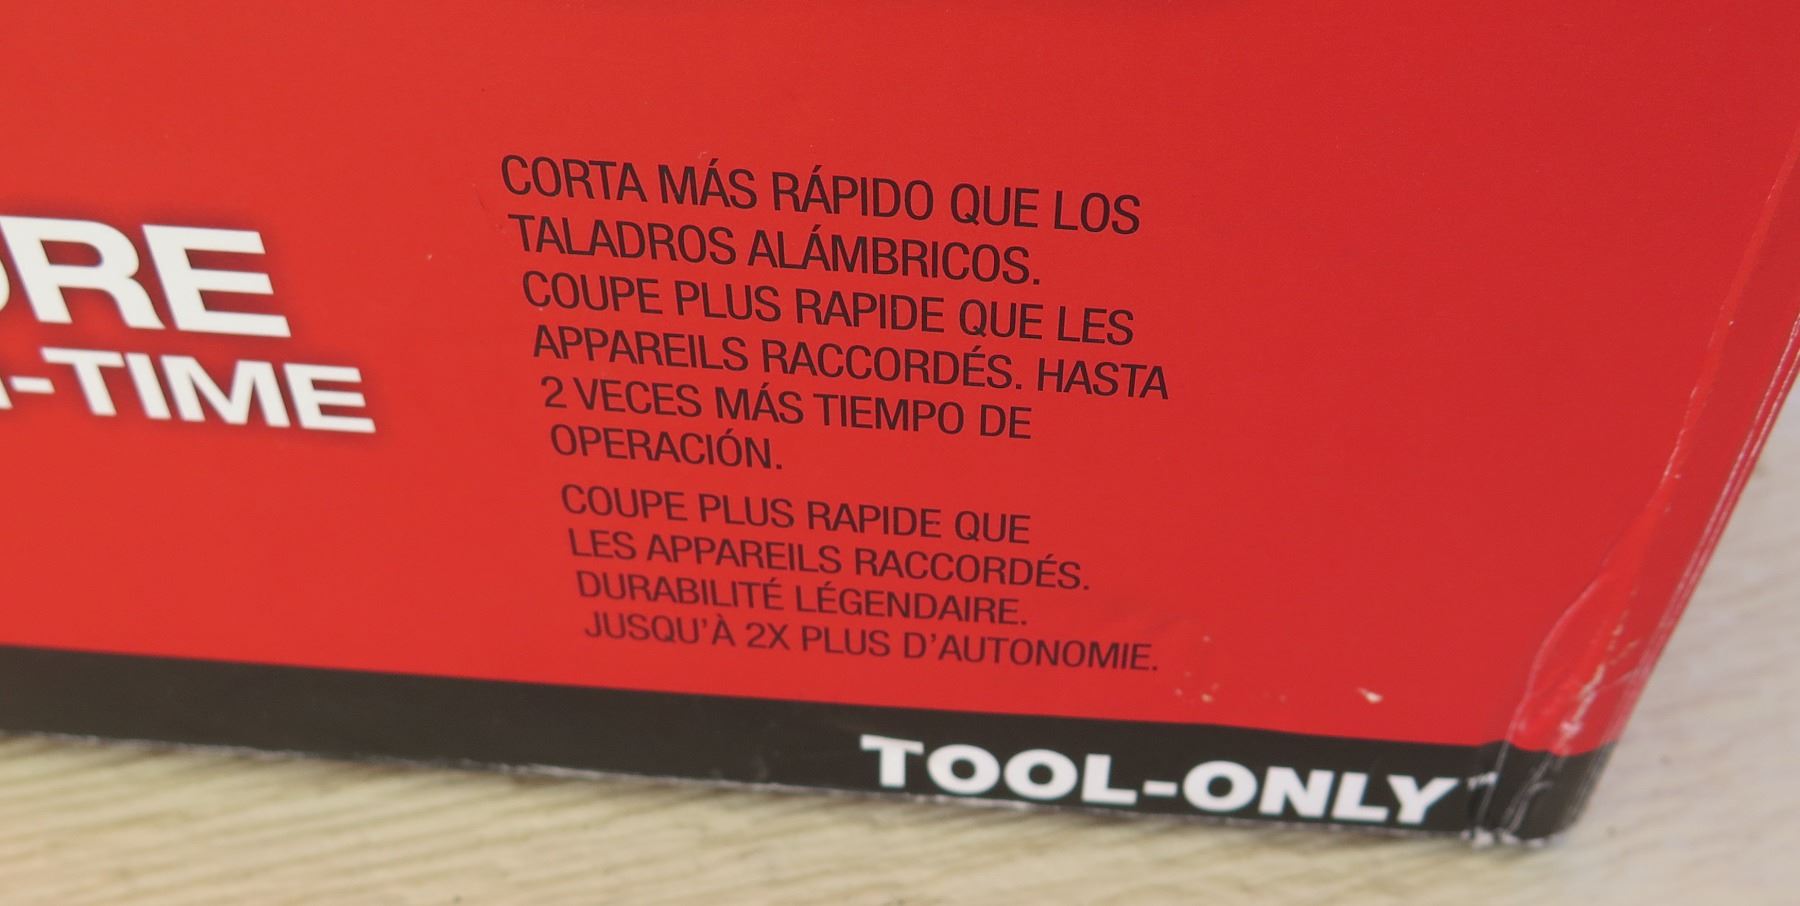 RE
-TIME
CORTA MÁS RÁPIDO QUE LOS
TALADROS ALÁMBRICOS.
COUPE PLUS RAPIDE QUE LES
APPAREILS RACCORDÉS. HASTA
2 VECES MÁS TIEMPO DE
OPERACIÓN.
COUPE PLUS RAPIDE QUE
LES APPAREILS RACCORDÉS.
DURABILITÉ LÉGENDAIRE.
JUSQU'À 2X PLUS D'AUTONOMIE.
TOOL-ONLY